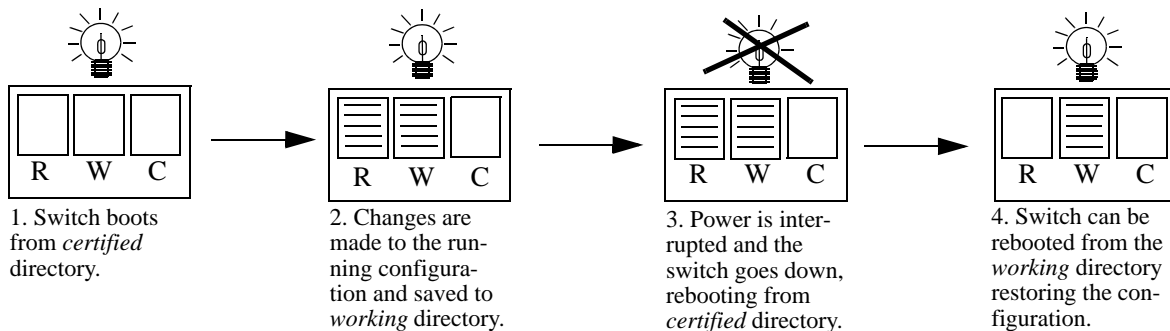 R W C
R W C
R W C
R W C
1. Switch boots
from certified
directory.
2. Changes are
made to the run-
ning configura-
tion and saved to
working directory.
3. Power is inter-
rupted and the
switch goes down,
rebooting from
certified directory.
4. Switch can be
rebooted from the
working directory
restoring the con-
figuration.